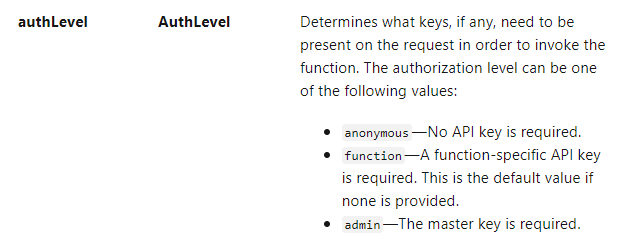 authLevel AuthLevel Determines what keys, if any, need to be
present on the request in order to invoke the
function. The authorization level can be one
of the following values:
• anonymous—No API key is required.
• function—A function-specific API key
is required. This is the default value if
none is provided.
• admin—The master key is required.